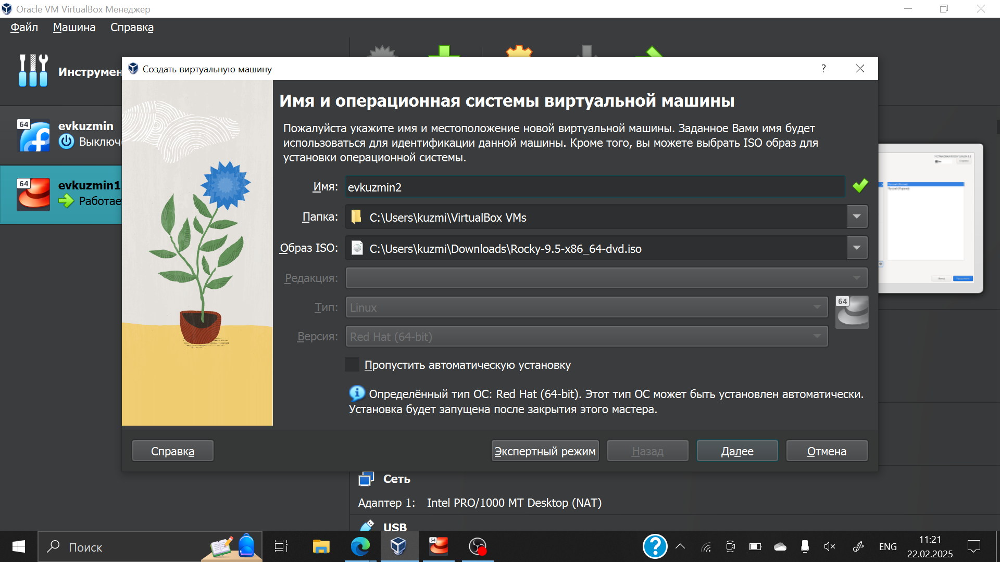 Oracle VM VirtualBox Менеджер
Файл Машина Справка
Инструмен
64
evkuzmin
Выключе
64
evkuzmin1
Работае
Создать виртуальную машину
?
Имя и операционная системы виртуальной машины
Пожалуйста укажите имя и местоположение новой виртуальной машины. Заданное Вами имя будет
использоваться для идентификации данной машины. Кроме того, вы можете выбрать ISO образ для
установки операционной системы.
Имя: evkuzmin2
Папка: C:\Users\kuzmi\VirtualBox VMs
Образ ISO: C:\Users\kuzmi\Downloads\Rocky-9.5-x86_64-dvd.iso
Редакция:
Тип: Linux
64
Версия: Red Hat (64-bit)
Пропустить автоматическую установку
Определённый тип ОС: Red Hat (64-bit). Этот тип ОС может быть установлен автоматически.
Установка будет запущена после закрытия этого мастера.
Справка Экспертный режим Назад Далее Отмена
Сеть
Адаптер 1: Intel PRO/1000 MT Desktop (NAT)
USB
Поиск
64
?
ENG
11:21
22.02.2025